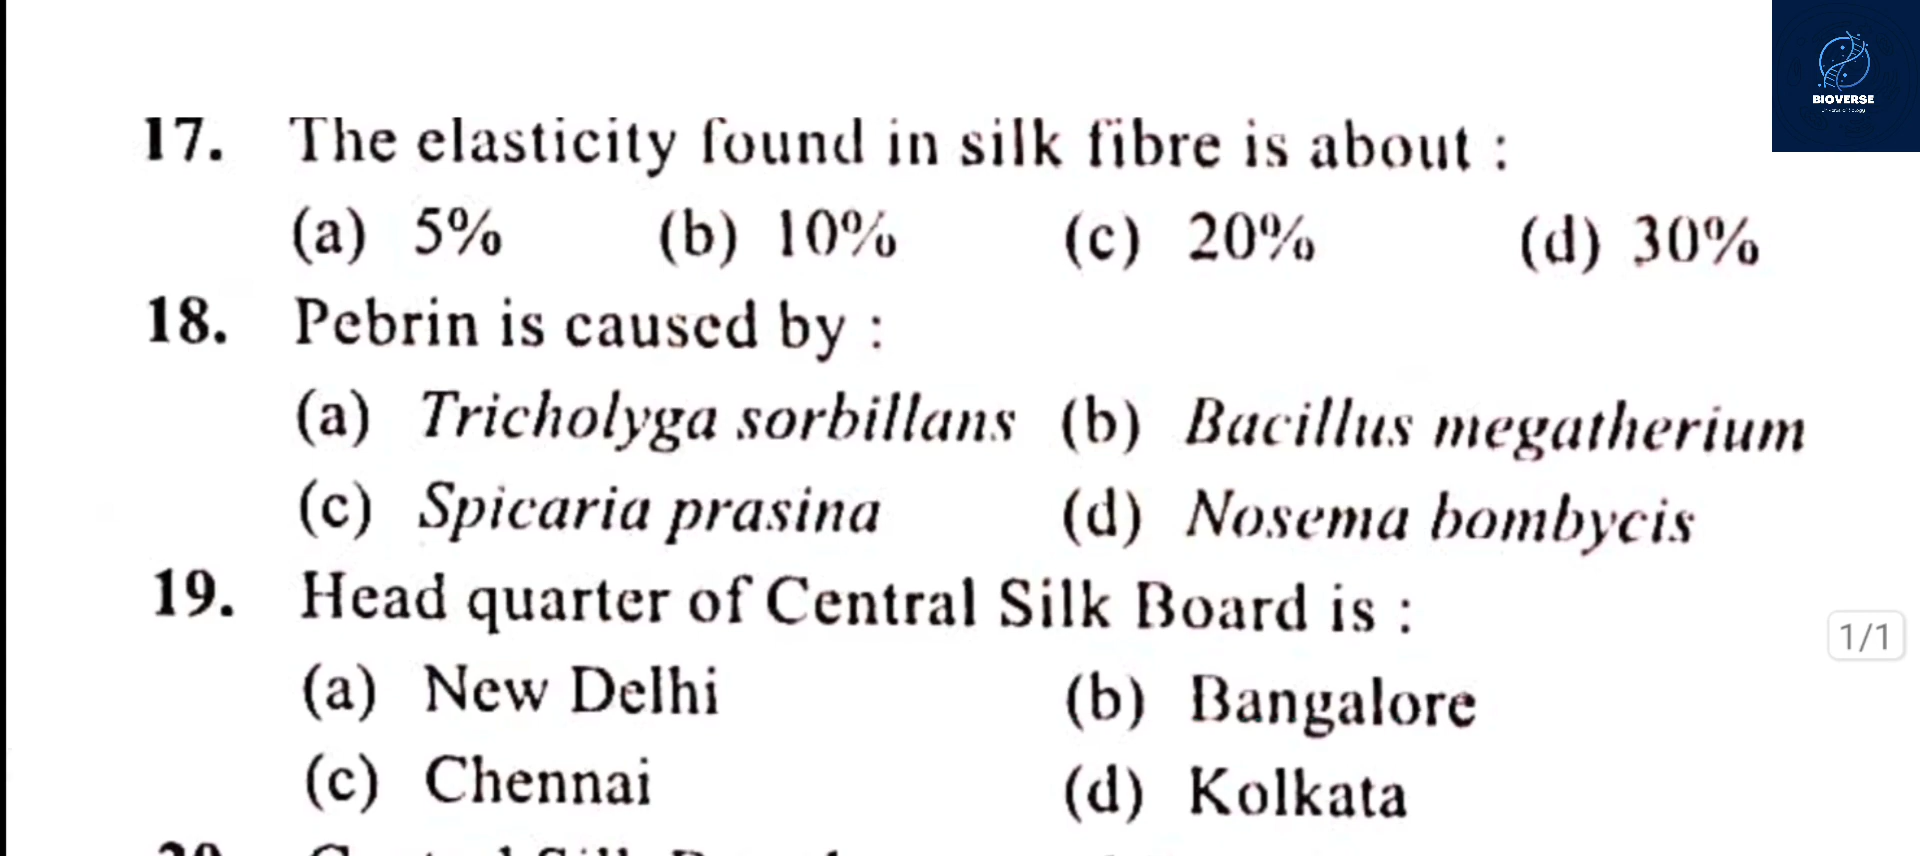 BIOVERSE
17. The elasticity found in silk fibre is about :
(a) 5% (b) 10% (c) 20% (d) 30%
18. Pebrin is caused by :
(a) Tricholyga sorbillans (b) Bacillus megatherium
(c) Spicaria prasina (d) Nosema bombycis
19. Head quarter of Central Silk Board is :
(a) New Delhi (b) Bangalore
1/1
(c) Chennai (d) Kolkata